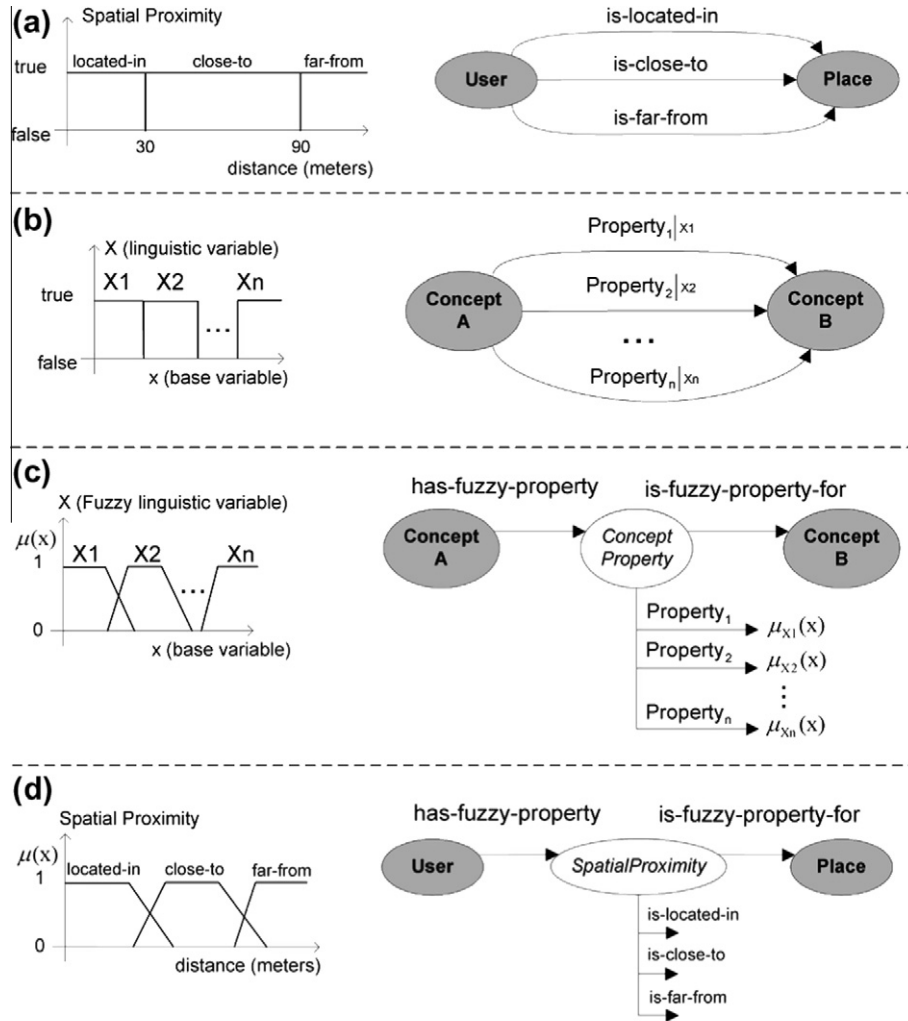 (a)
Spatial Proximity
true
located-in close-to far-from
false
30 90
distance (meters)
is-located-in
User is-close-to Place
is-far-from
(b)
X (linguistic variable)
X1 X2 Xn
true
...
false
x (base variable)
Property1|X1
Concept A
Property2|X2
Concept B
...
Propertyn|Xn
(c)
X (Fuzzy linguistic variable)
μ(x)
X1 X2 Xn
1
...
0
x (base variable)
has-fuzzy-property is-fuzzy-property-for
Concept A
Concept Property
Concept B
Property1 μX1(x)
Property2 μX2(x)
⋮
Propertyn μXn(x)
(d)
Spatial Proximity
μ(x)
located-in close-to far-from
1
0
distance (meters)
has-fuzzy-property is-fuzzy-property-for
User SpatialProximity Place
is-located-in
is-close-to
is-far-from